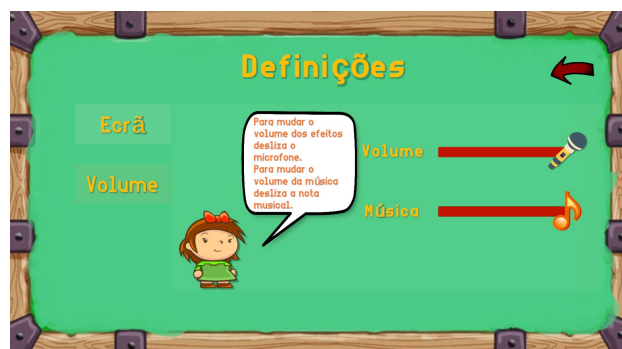 Definições
Ecrã
Volume
Para mudar o
volume dos efeitos
desliza o
microfone.
Para mudar o
volume da música
desliza a nota
musical.
Volume
Música